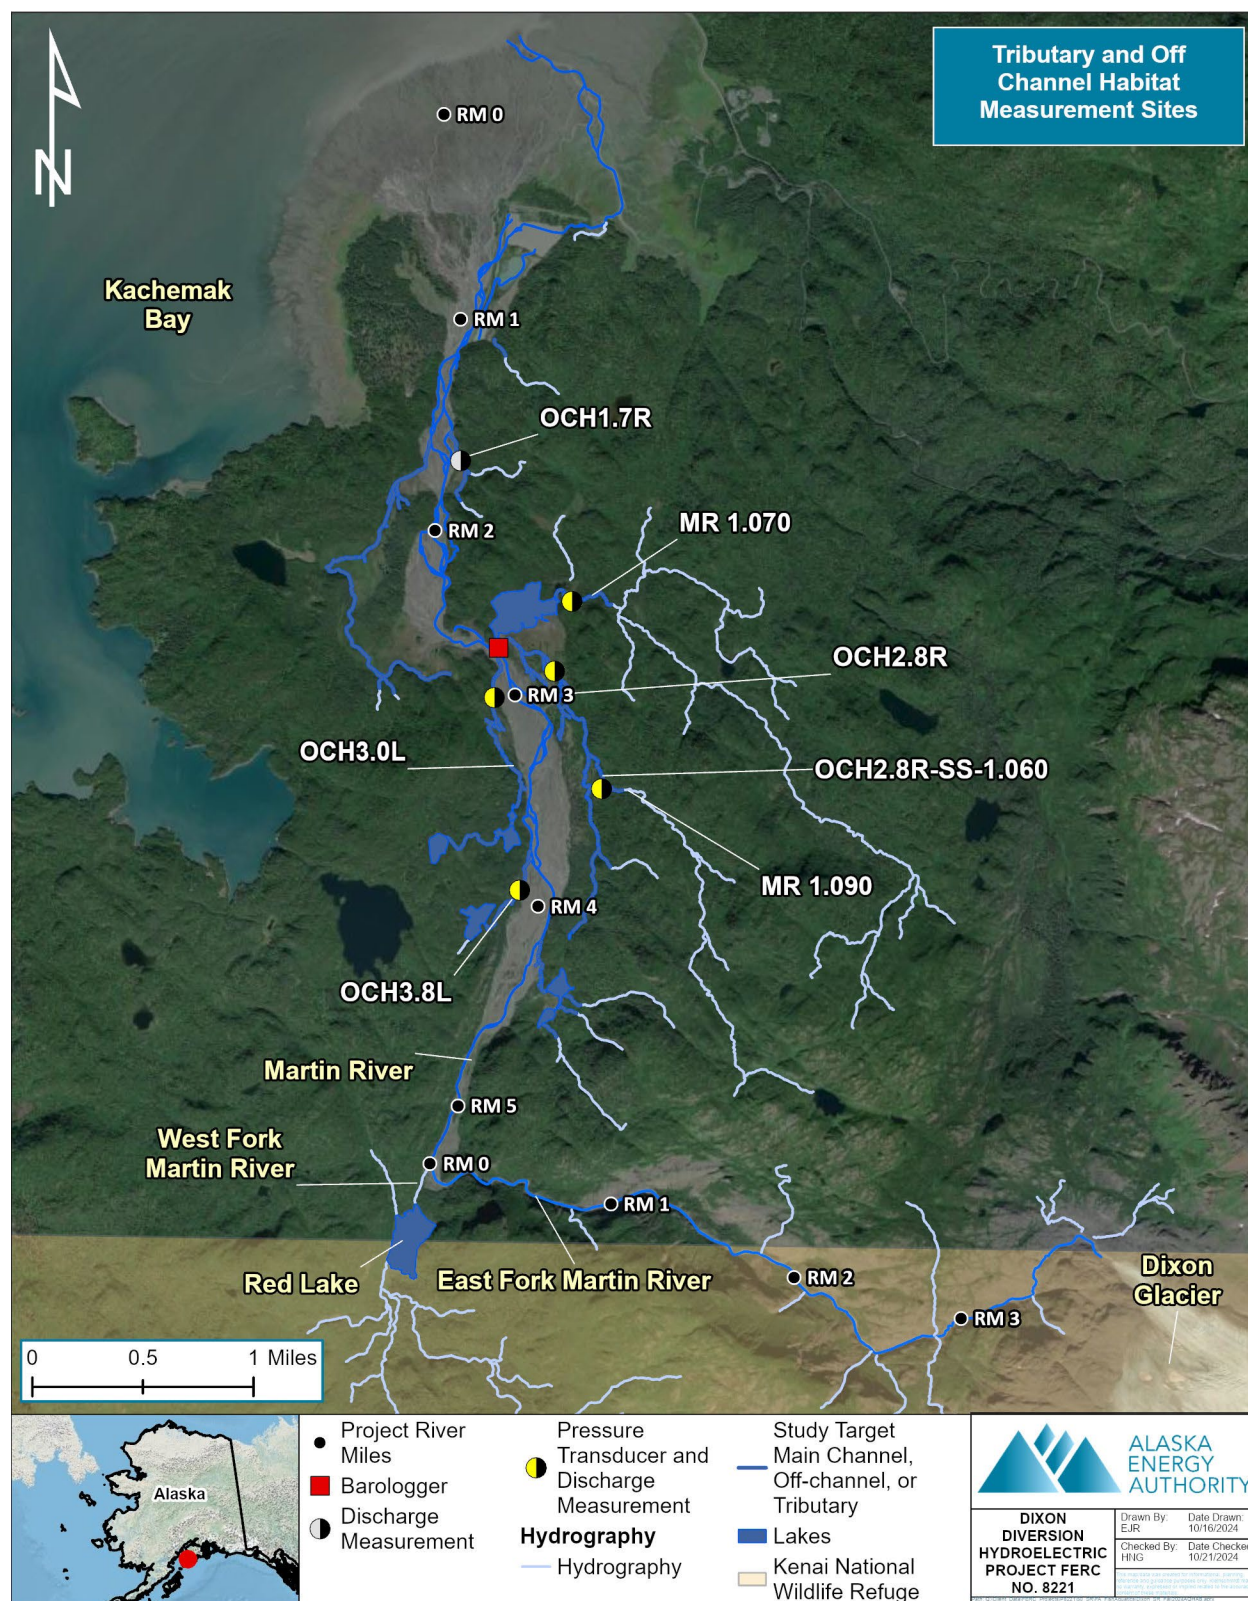 Tributary and Off
Channel Habitat
Measurement Sites
N
RM 0
Kachemak
Bay
RM 1
OCH1.7R
MR 1.070
RM 2
OCH2.8R
RM 3
OCH3.0L
OCH2.8R-SS-1.060
MR 1.090
RM 4
OCH3.8L
Martin River
RM 5
West Fork
Martin River
RM 0
RM 1
Red Lake
East Fork Martin River
RM 2
Dixon
Glacier
RM 3
0 0.5 1 Miles
Alaska
Project River
Miles
Barologger
Discharge
Measurement
Pressure
Transducer and
Discharge
Measurement
Hydrography
Hydrography
Study Target
Main Channel,
Off-channel, or
Tributary
Lakes
Kenai National
Wildlife Refuge
ALASKA
ENERGY
AUTHORITY
DIXON
DIVERSION
HYDROELECTRIC
PROJECT FERC
NO. 8221
Drawn By:
EJR
Date Drawn:
10/16/2024
Checked By:
HNG
Date Checked
10/21/2024